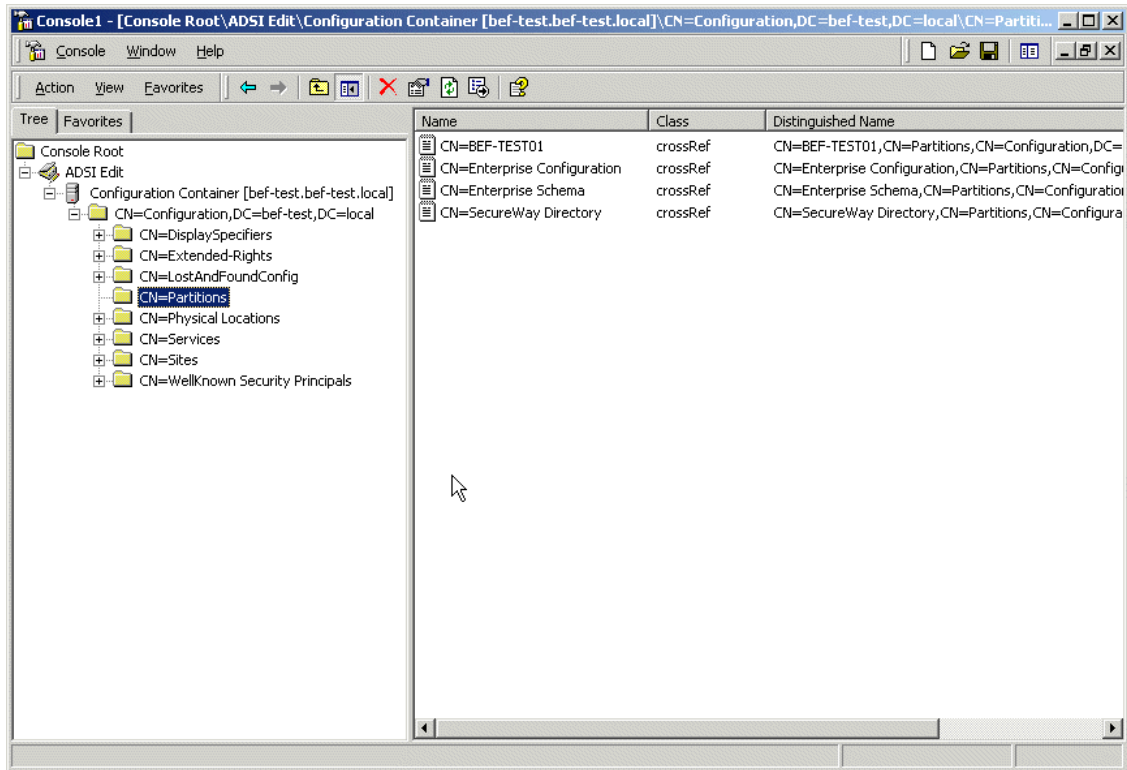 Console1 - [Console Root\ADSI Edit\Configuration Container [bef-test.bef-test.local]\CN=Configuration,DC=bef-test,DC=local\CN=Partiti...
Console Window Help
Action View Favorites
Tree Favorites
Console Root
ADSI Edit
Configuration Container [bef-test.bef-test.local]
CN=Configuration,DC=bef-test,DC=local
CN=DisplaySpecifiers
CN=Extended-Rights
CN=LostAndFoundConfig
CN=Partitions
CN=Physical Locations
CN=Services
CN=Sites
CN=WellKnown Security Principals
Name Class Distinguished Name
CN=BEF-TEST01 crossRef CN=BEF-TEST01,CN=Partitions,CN=Configuration,DC=
CN=Enterprise Configuration crossRef CN=Enterprise Configuration,CN=Partitions,CN=Config
CN=Enterprise Schema crossRef CN=Enterprise Schema,CN=Partitions,CN=Configuration
CN=SecureWay Directory crossRef CN=SecureWay Directory,CN=Partitions,CN=Configura